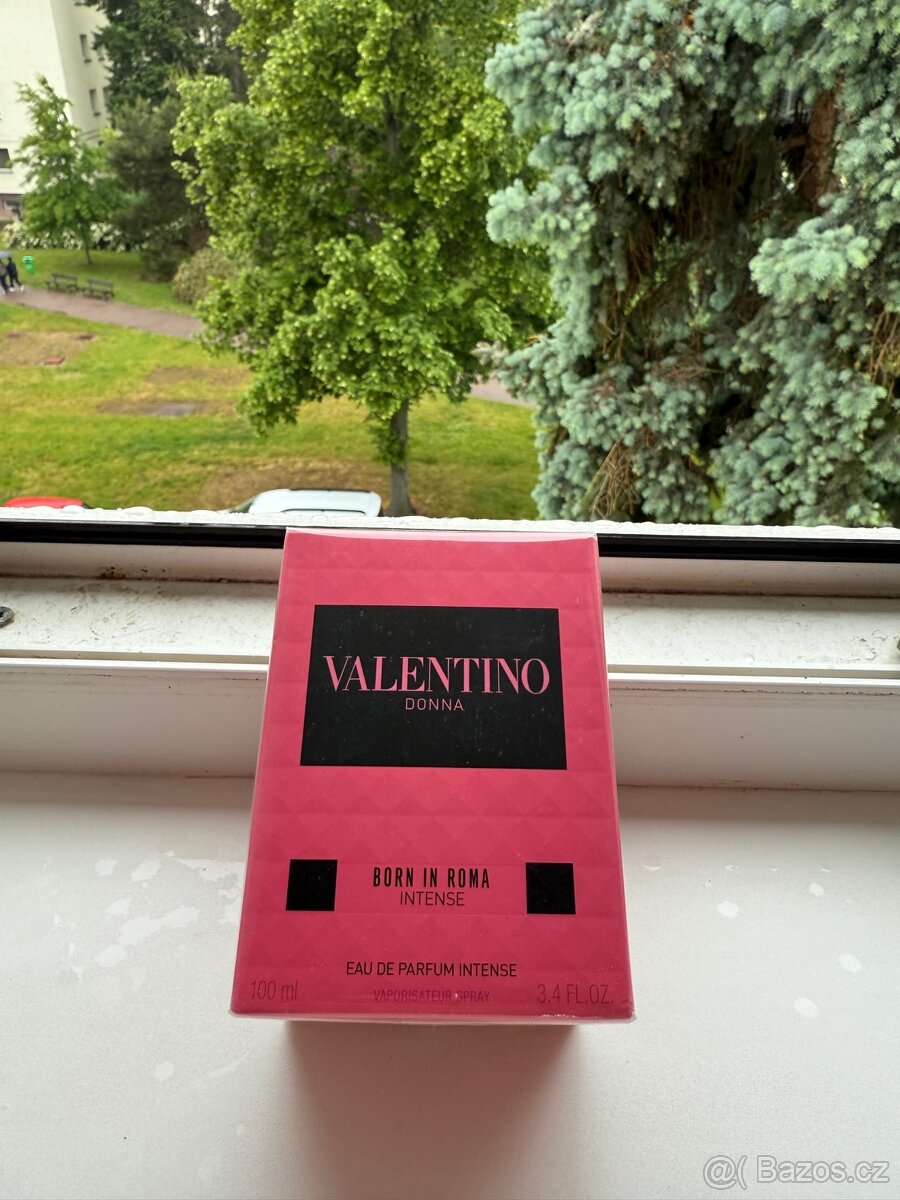 VALENTINO
DONNA
BORN IN ROMA
INTENSE
EAU DE PARFUM INTENSE
100 ml VAPORISATEUR SPRAY 3.4 FL.OZ.
@( Bazos.cz